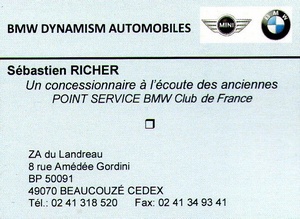 BMW DYNAMISM AUTOMOBILES
MINI
BMW
Sébastien RICHER
Un concessionnaire à l'écoute des anciennes
POINT SERVICE BMW Club de France
ZA du Landreau
8 rue Amédée Gordini
BP 50091
49070 BEAUCOUZÉ CEDEX
Tél.: 02 41 318 520 Fax: 02 41 34 93 41